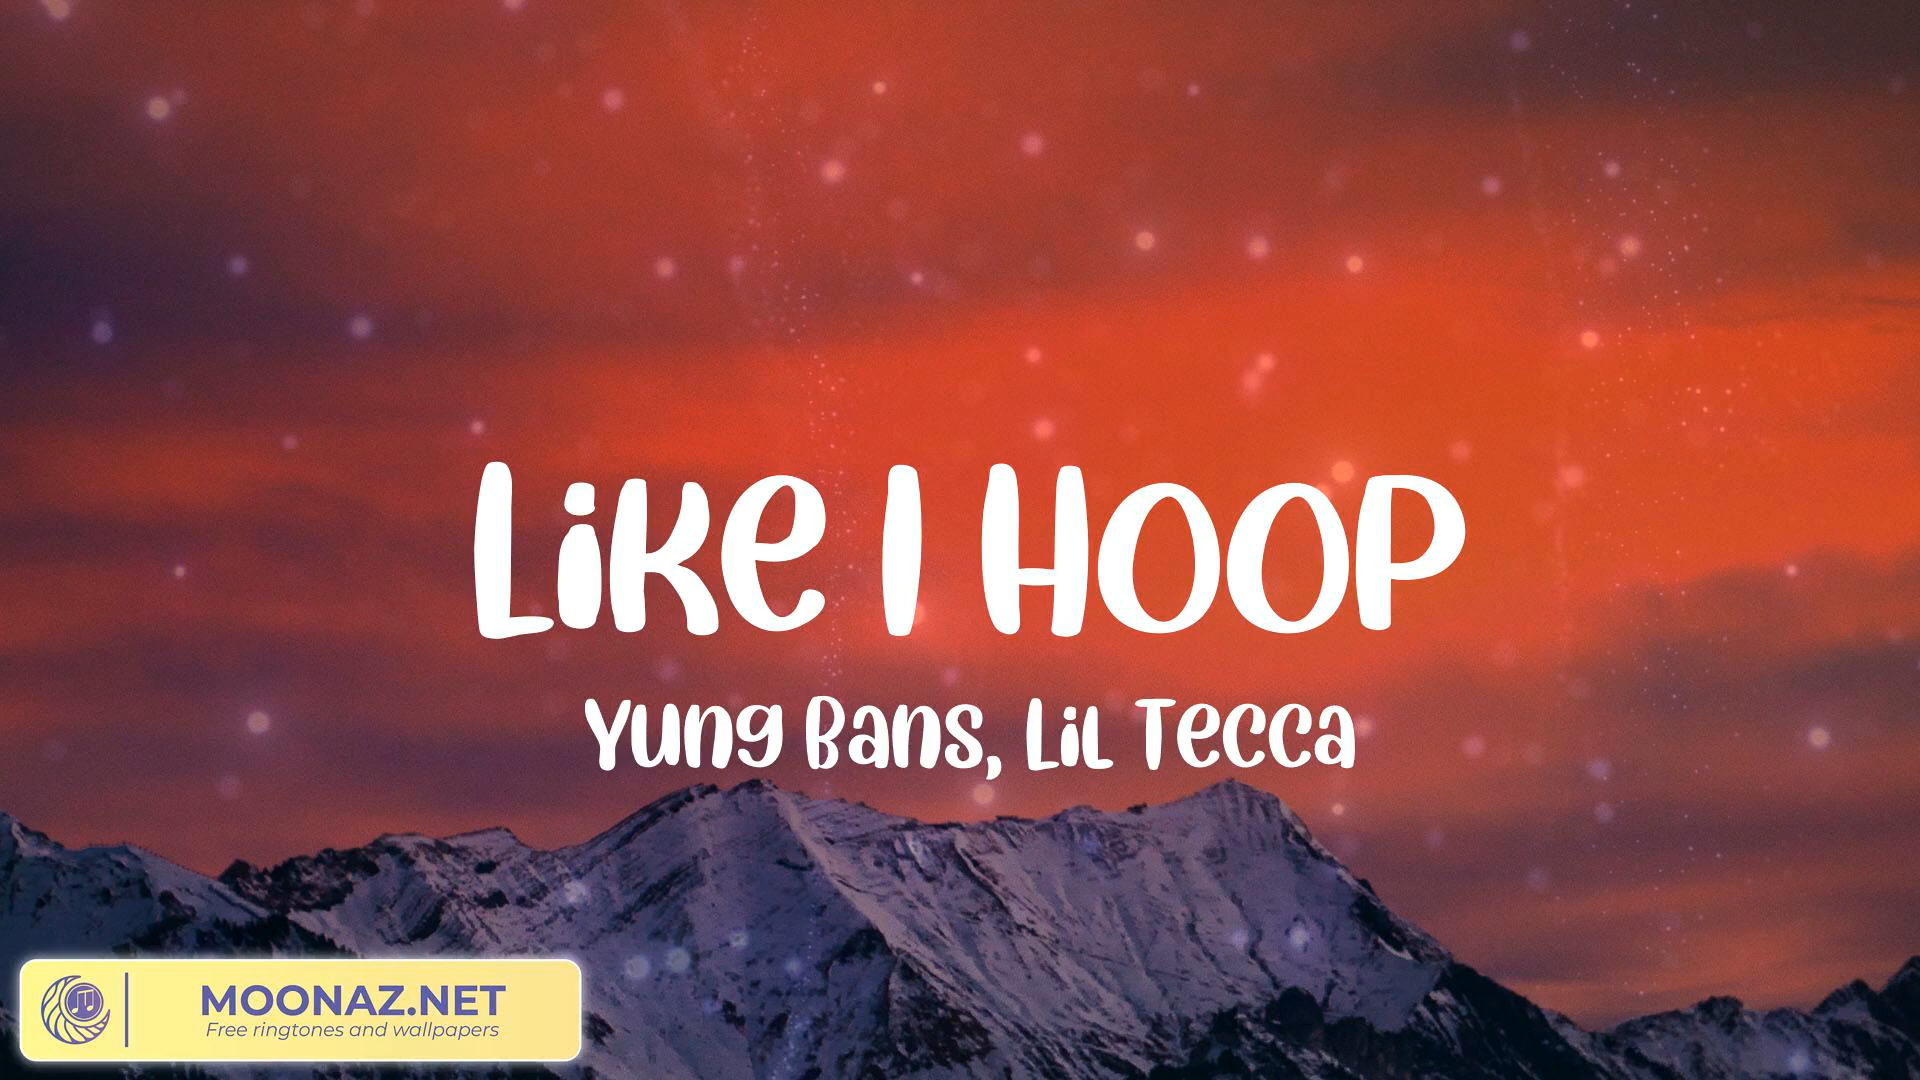 Like I Hoop
Yung Bans, Lil Tecca
MOONAZ.NET
Free ringtones and wallpapers